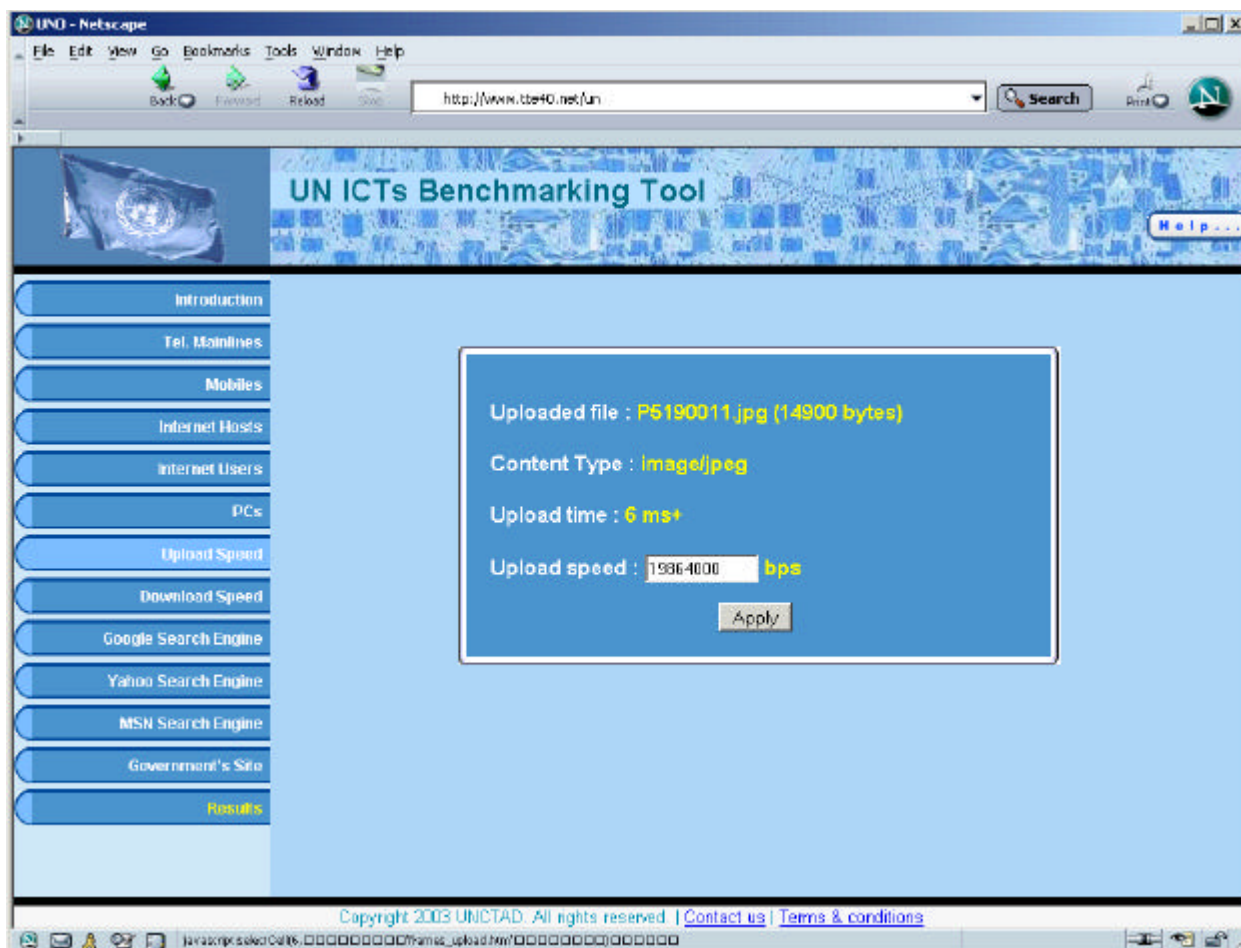 UNO - Netscape
File Edit View Go Bookmarks Tools Window Help
Back Forward Reload Stop http://www.tte40.net/un Search Print N
UN ICTs Benchmarking Tool
Help...
Introduction
Tel. Mainlines
Mobiles
Internet Hosts
Internet Users
PCs
Upload Speed
Download Speed
Google Search Engine
Yahoo Search Engine
MSN Search Engine
Government's Site
Results
Uploaded file : P5190011.jpg (14900 bytes)
Content Type : image/jpeg
Upload time : 6 ms+
Upload speed : 19864000 bps
Apply
Copyright 2003 UNCTAD. All rights reserved. | Contact us | Terms & conditions